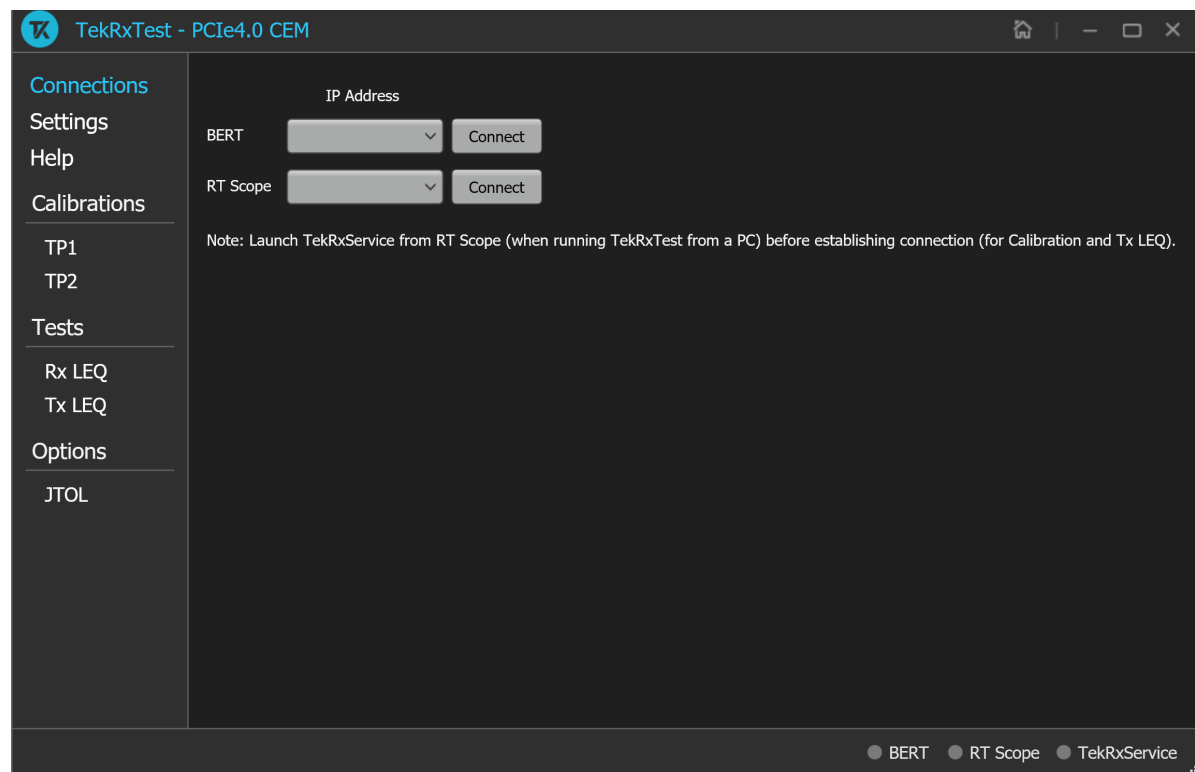 TekRxTest - PCIe4.0 CEM
Connections
Settings
Help
Calibrations
TP1
TP2
Tests
Rx LEQ
Tx LEQ
Options
JTOL
IP Address
BERT Connect
RT Scope Connect
Note: Launch TekRxService from RT Scope (when running TekRxTest from a PC) before establishing connection (for Calibration and Tx LEQ).
BERT RT Scope TekRxService